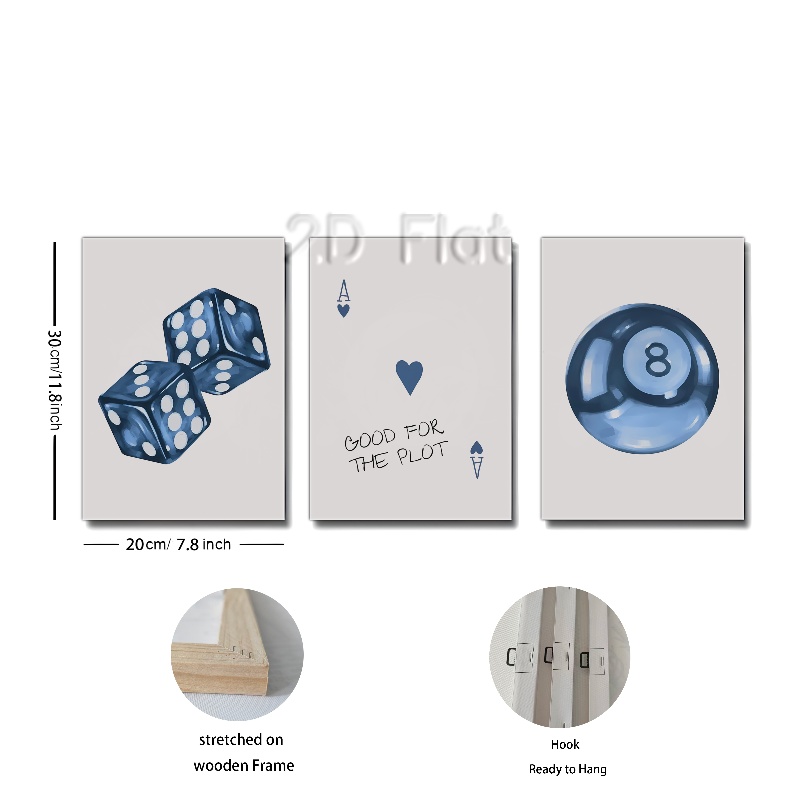 2D Flat
A
GOOD FOR
THE PLOT
A
8
30cm/11.8inch
20cm/ 7.8 inch
stretched on
wooden Frame
Hook
Ready to Hang